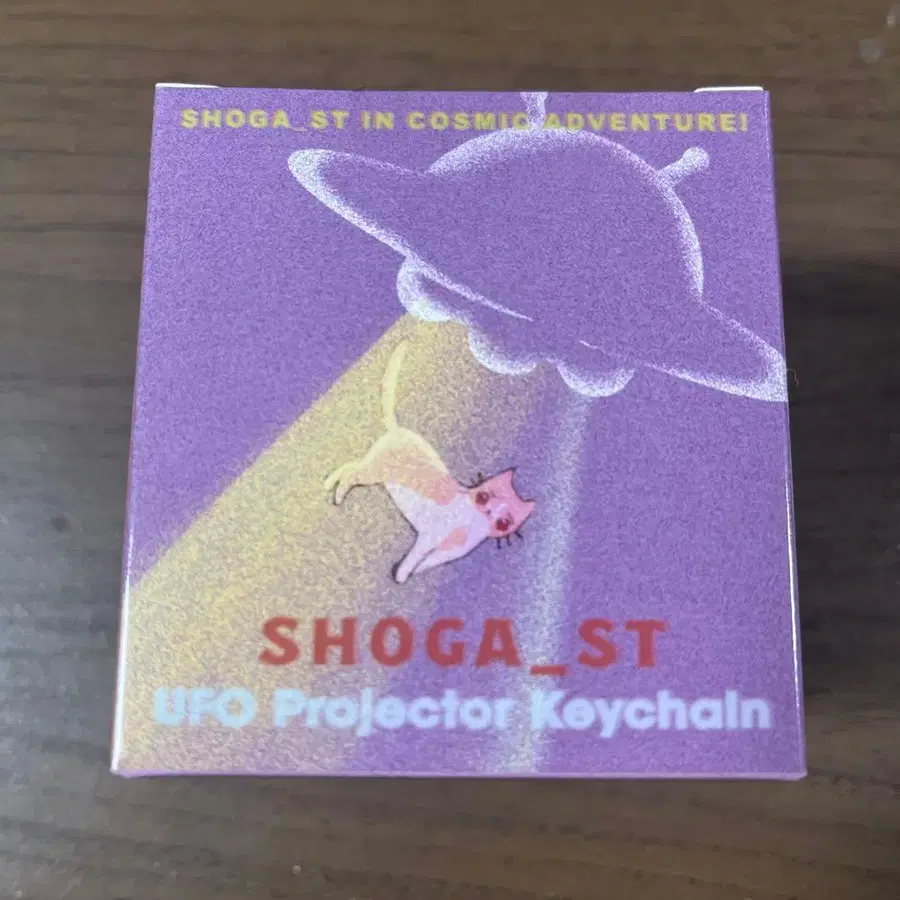 SHOGA_ST IN COSMIC ADVENTURE!
SHOGA_ST
UFO Projector Keychain